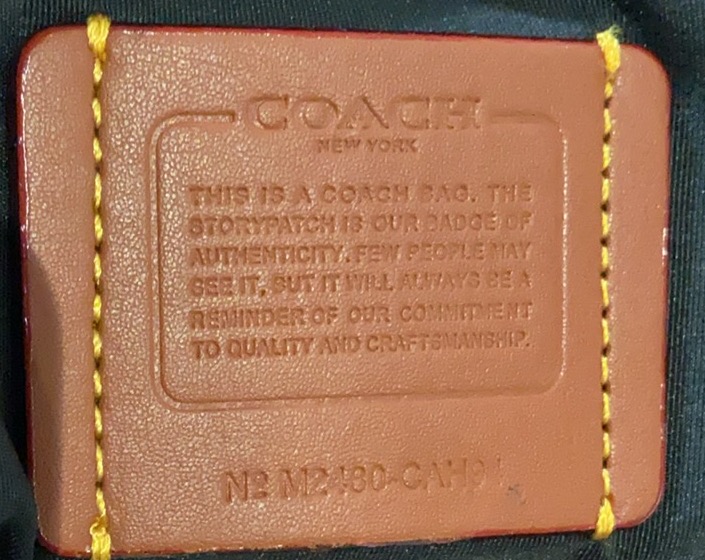 COACH
NEW YORK
THIS IS A COACH BAG. THE
STORYPATCH IS OUR BADGE OF
AUTHENTICITY. FEW PEOPLE MAY
SEE IT, BUT IT WILL ALWAYS BE A
REMINDER OF OUR COMMITMENT
TO QUALITY AND CRAFTSMANSHIP.
Nº